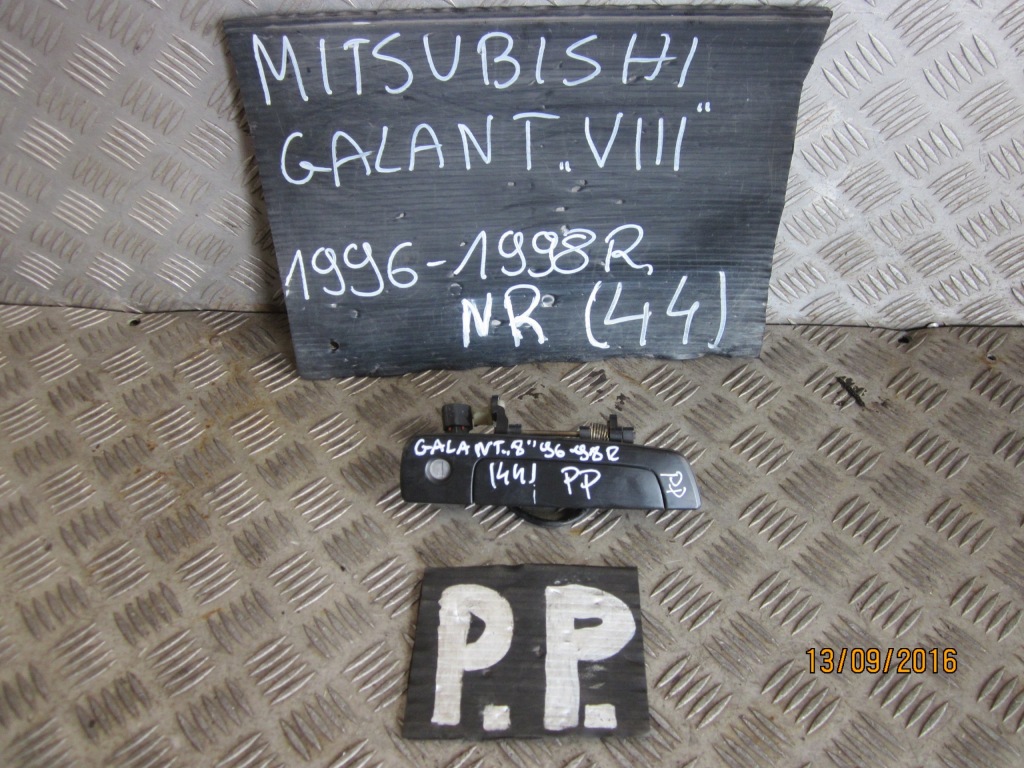 MITSUBISHI
GALANT „VIII"
1996-1998R,
NR (44)
GALANT„8" 96-98R
(44) PP
P.P.
13/09/2016